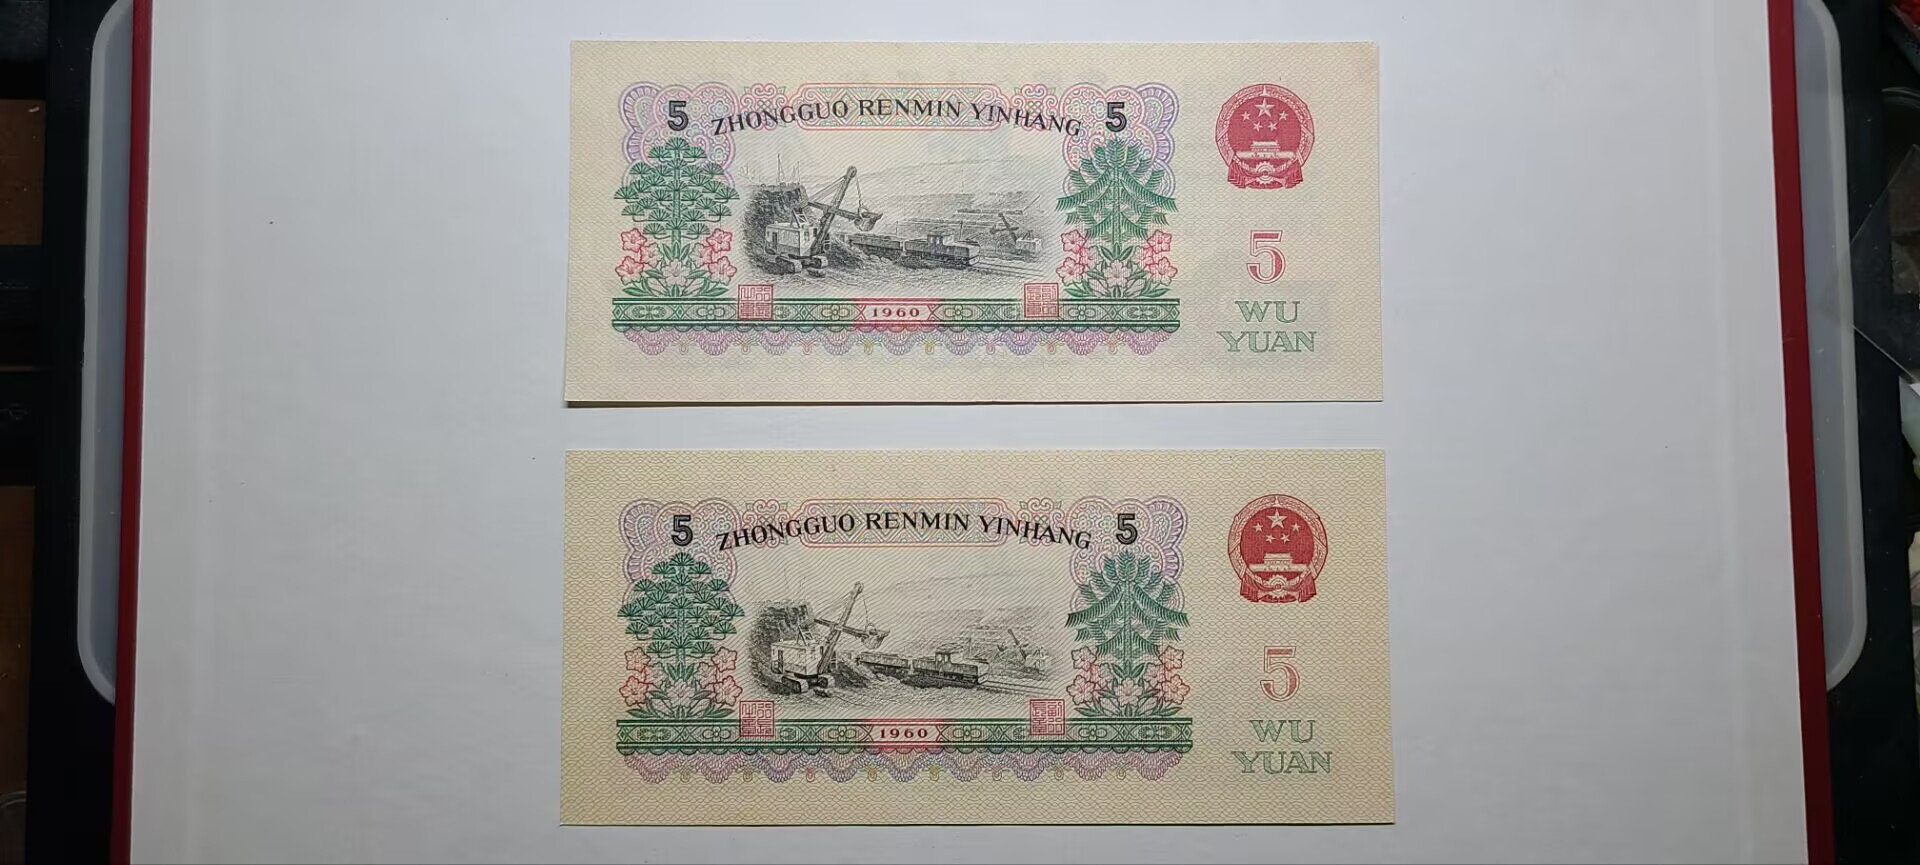 5 ZHONGGUO RENMIN YINHANG 5
5
WU
YUAN
1960
5 ZHONGGUO RENMIN YINHANG 5
5
WU
YUAN
1960